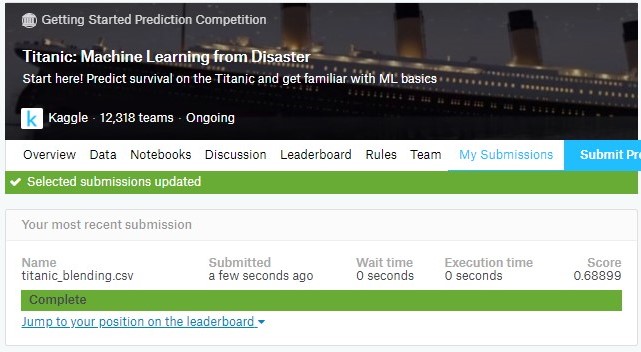 Getting Started Prediction Competition
Titanic: Machine Learning from Disaster
Start here! Predict survival on the Titanic and get familiar with ML basics
k Kaggle · 12,318 teams · Ongoing
Overview Data Notebooks Discussion Leaderboard Rules Team My Submissions Submit Pre
Selected submissions updated
Your most recent submission
Name Submitted Wait time Execution time Score
titanic_blending.csv a few seconds ago 0 seconds 0 seconds 0.68899
Complete
Jump to your position on the leaderboard